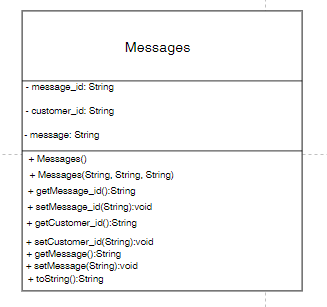 Messages
- message_id: String
- customer_id: String
- message: String
+ Messages()
+ Messages(String, String, String)
+ getMessage_id():String
+ setMessage_id(String):void
+ getCustomer_id():String
+ setCustomer_id(String):void
+ getMessage():String
+ setMessage(String):void
+ toString():String